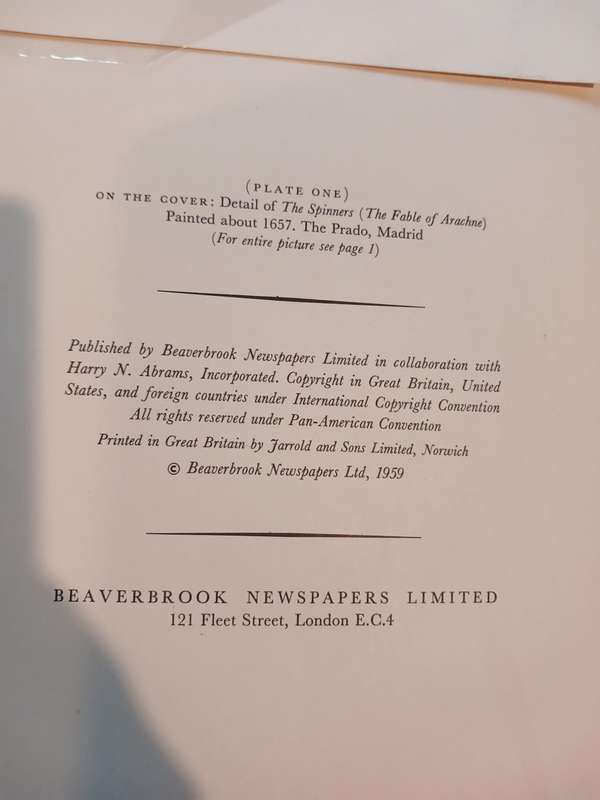 (PLATE ONE)
ON THE COVER: Detail of The Spinners (The Fable of Arachne)
Painted about 1657. The Prado, Madrid
(For entire picture see page 1)
Published by Beaverbrook Newspapers Limited in collaboration with
Harry N. Abrams, Incorporated. Copyright in Great Britain, United
States, and foreign countries under International Copyright Convention
All rights reserved under Pan-American Convention
Printed in Great Britain by Jarrold and Sons Limited, Norwich
© Beaverbrook Newspapers Ltd, 1959
BEAVERBROOK NEWSPAPERS LIMITED
121 Fleet Street, London E.C.4